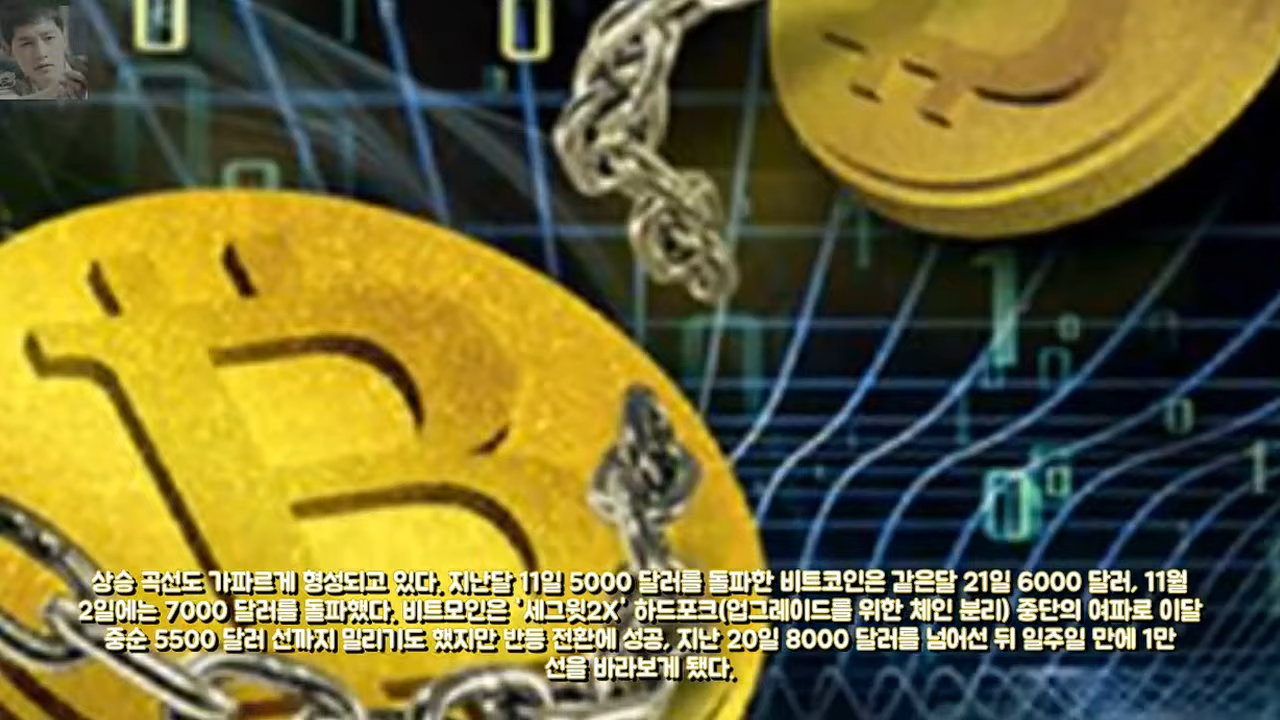 상승 곡선도 가파르게 형성되고 있다. 지난달 11일 5000 달러를 돌파한 비트코인은 같은달 21일 6000 달러, 11월
2일에는 7000 달러를 돌파했다. 비트모인은 '세그윗2X' 하드포크(업그레이드를 위한 체인 분리) 중단의 여파로 이달
중순 5500 달러 선까지 밀리기도 했지만 반등 전환에 성공, 지난 20일 8000 달러를 넘어선 뒤 일주일 만에 1만
선을 바라보게 됐다.